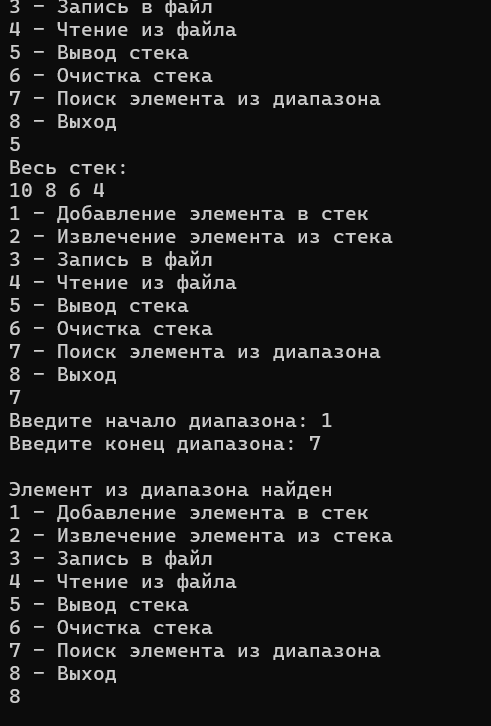 3 - Запись в файл
4 - Чтение из файла
5 - Вывод стека
6 - Очистка стека
7 - Поиск элемента из диапазона
8 - Выход
5
Весь стек:
10 8 6 4
1 - Добавление элемента в стек
2 - Извлечение элемента из стека
3 - Запись в файл
4 - Чтение из файла
5 - Вывод стека
6 - Очистка стека
7 - Поиск элемента из диапазона
8 - Выход
7
Введите начало диапазона: 1
Введите конец диапазона: 7
Элемент из диапазона найден
1 - Добавление элемента в стек
2 - Извлечение элемента из стека
3 - Запись в файл
4 - Чтение из файла
5 - Вывод стека
6 - Очистка стека
7 - Поиск элемента из диапазона
8 - Выход
8